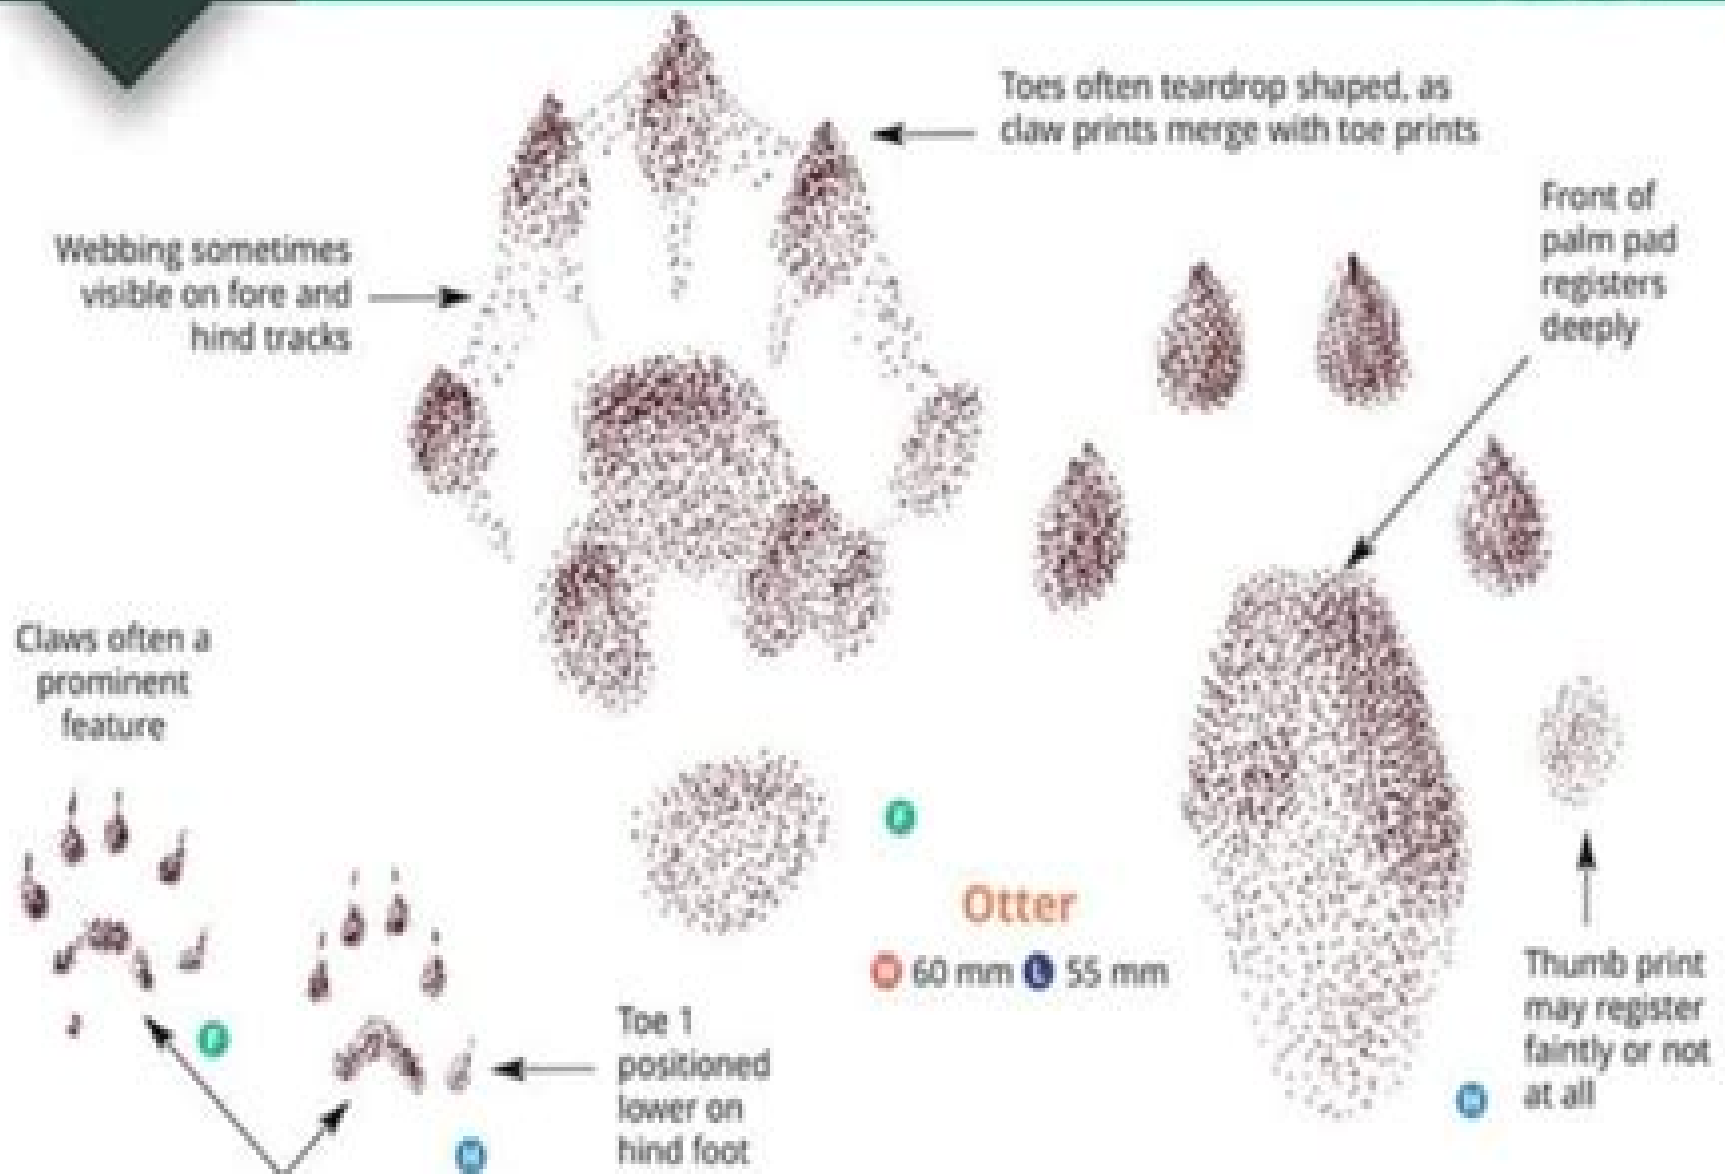 Toes often teardrop shaped, as
claw prints merge with toe prints
Front of
palm pad
registers
deeply
Webbing sometimes
visible on fore and
hind tracks
Claws often a
prominent
feature
F
Otter
W 60 mm L 55 mm
Thumb print
may register
faintly or not
at all
H
F
Toe 1
positioned
lower on
hind foot
H